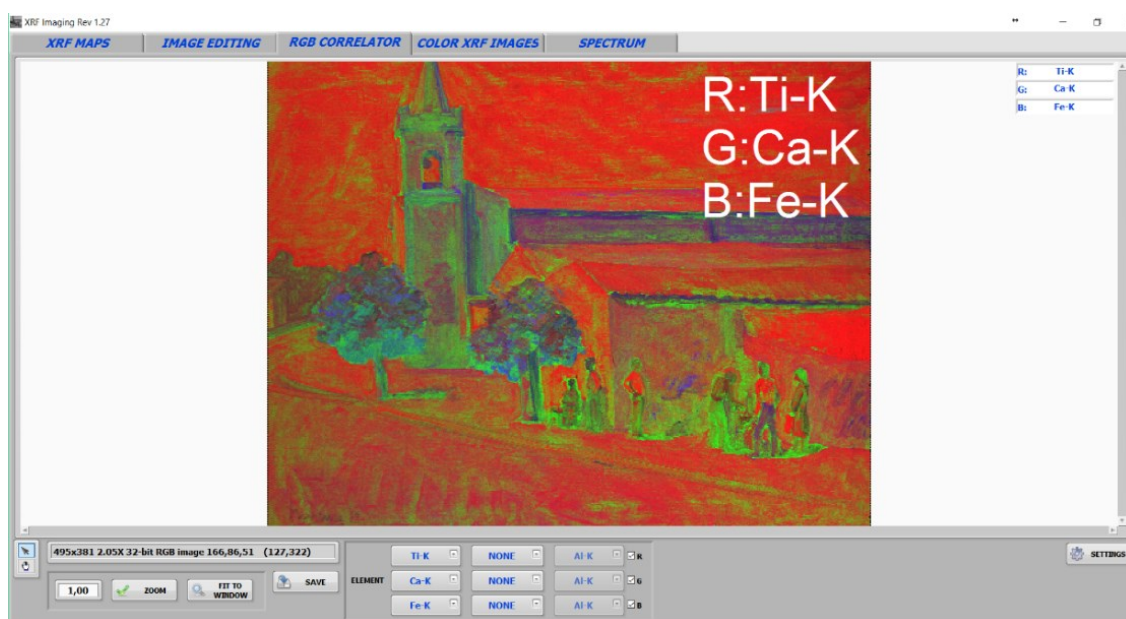 XRF Imaging Rev 1.27
XRF MAPS IMAGE EDITING RGB CORRELATOR COLOR XRF IMAGES SPECTRUM
R: Ti-K
G: Ca-K
B: Fe-K
R:Ti-K
G:Ca-K
B:Fe-K
495x381 2.05X 32-bit RGB image 166,86,51 (127,322)
1,00 ZOOM FIT TO WINDOW SAVE
ELEMENT
Ti-K NONE Al-K R
Ca-K NONE Al-K G
Fe-K NONE Al-K B
SETTINGS